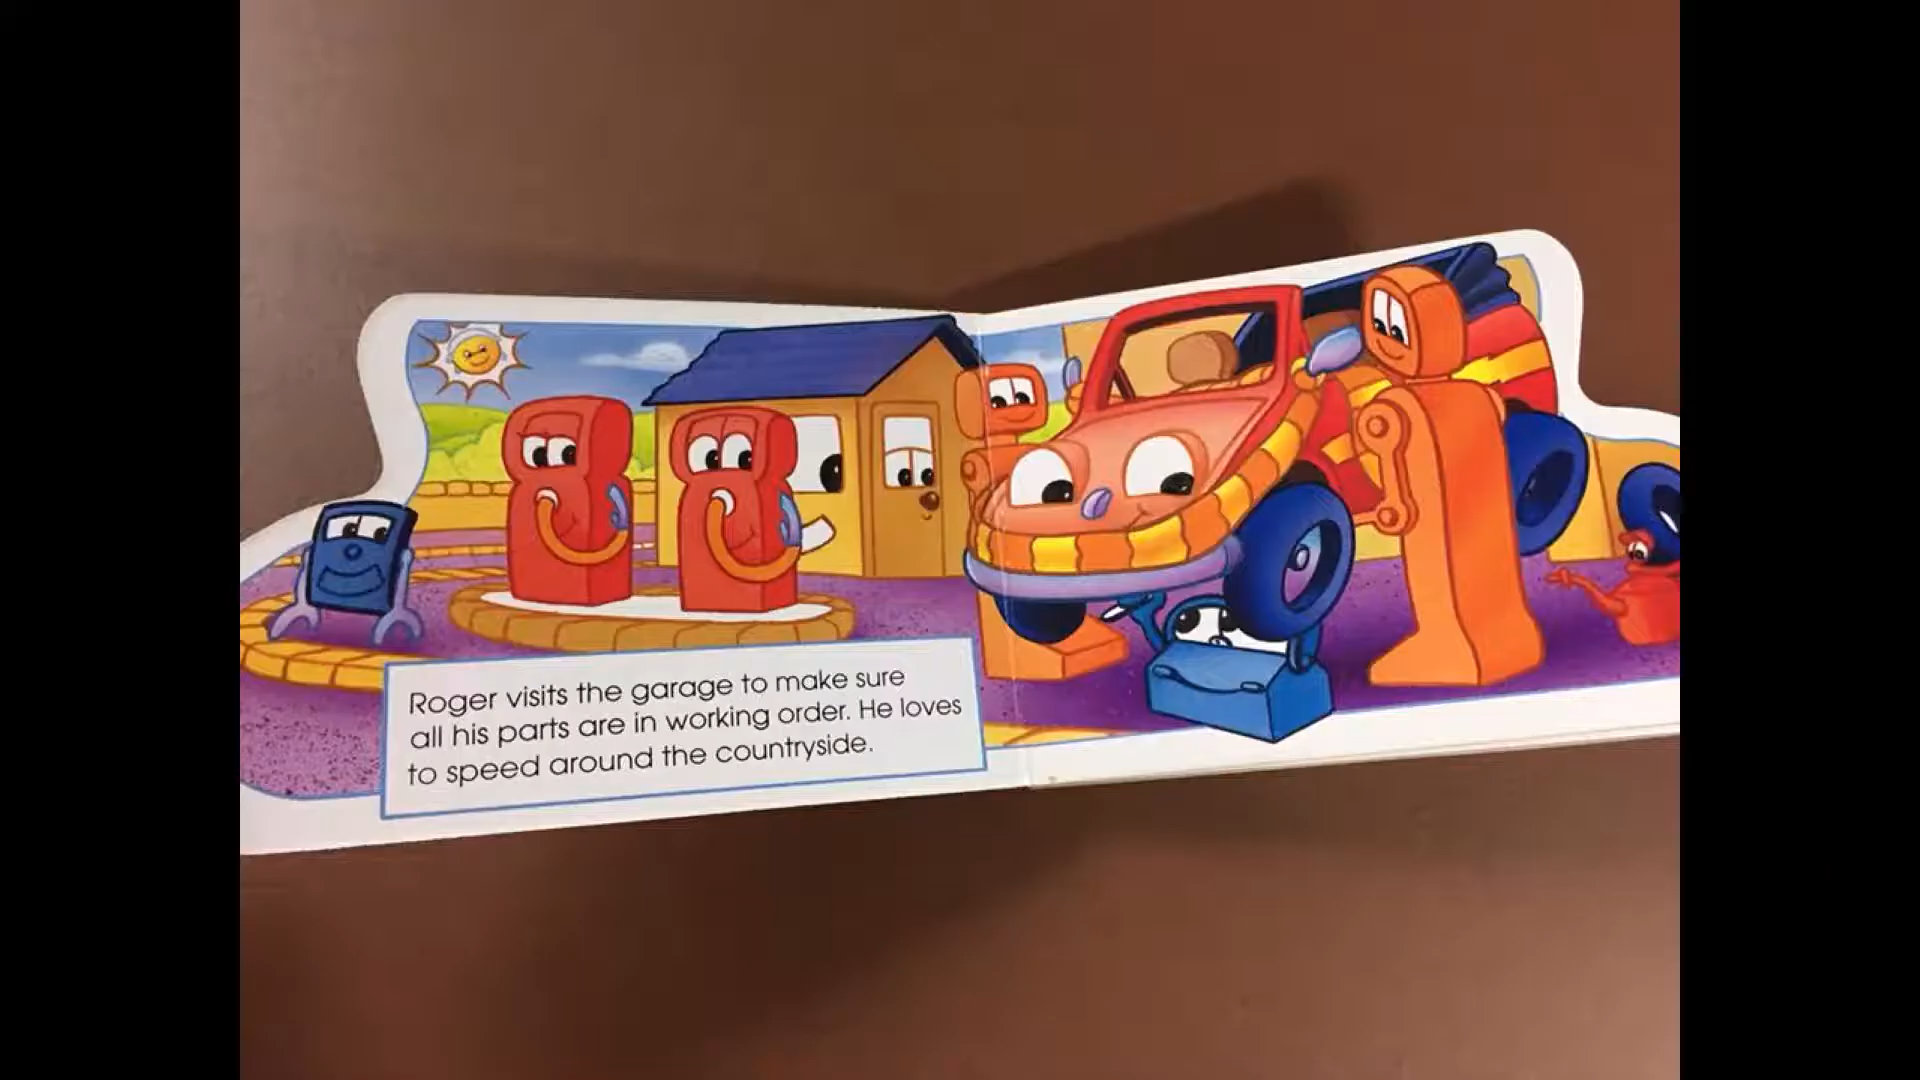 Roger visits the garage to make sure
all his parts are in working order. He loves
to speed around the countryside.